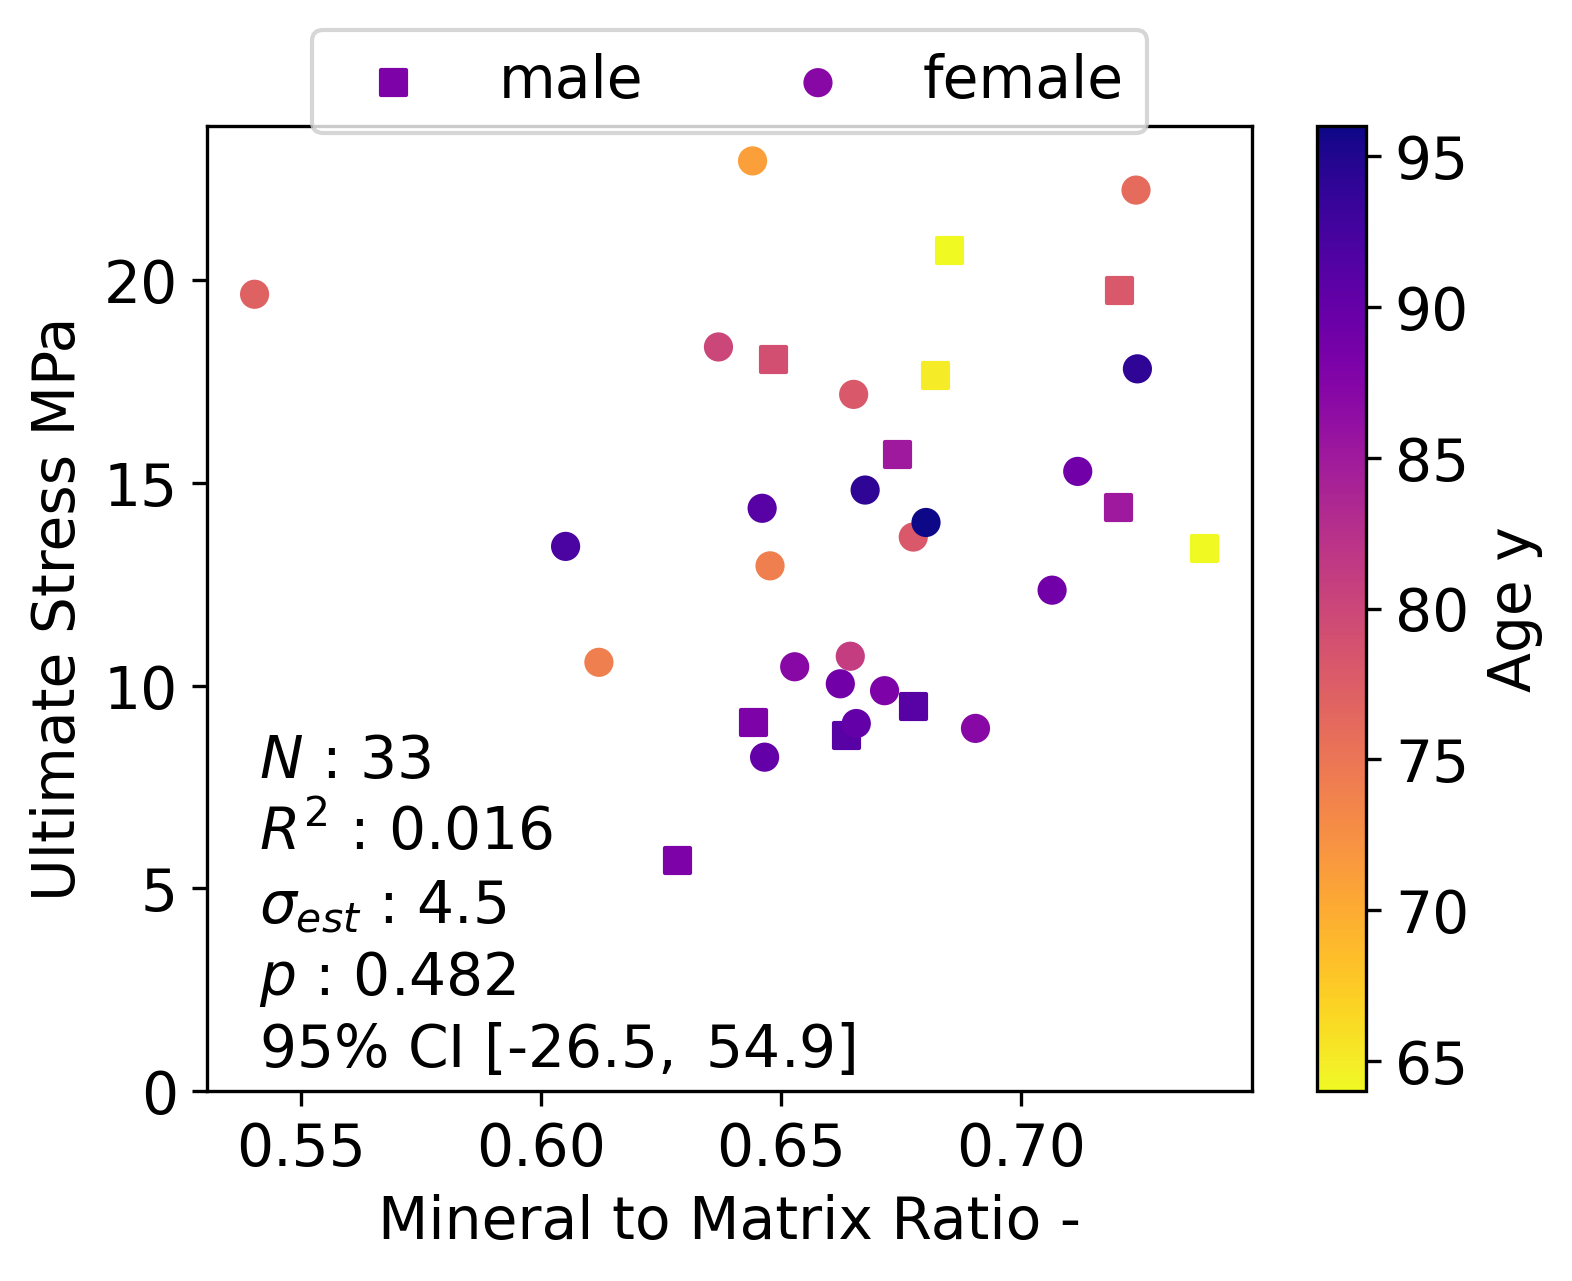 male female
20
15
10
5
0
Ultimate Stress MPa
N : 33
R² : 0.016
σest : 4.5
p : 0.482
95% CI [-26.5, 54.9]
0.55 0.60 0.65 0.70
Mineral to Matrix Ratio -
95
90
85
80
75
70
65
Age y